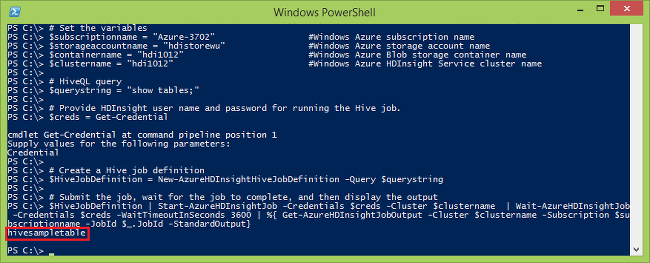 Windows PowerShell
PS C:\> # Set the variables
PS C:\> $subscriptionname = "Azure-3702" #Windows Azure subscription name
PS C:\> $storageaccountname = "hdistorewu" #Windows Azure storage account name
PS C:\> $containername = "hdi1012" #Windows Azure Blob storage container name
PS C:\> $clustername = "hdi1012" #Windows Azure HDInsight Service cluster name
PS C:\>
PS C:\> # HiveQL query
PS C:\> $querystring = "show tables;"
PS C:\>
PS C:\> # Provide HDInsight user name and password for running the Hive job.
PS C:\> $creds = Get-Credential

cmdlet Get-Credential at command pipeline position 1
Supply values for the following parameters:
Credential
PS C:\>
PS C:\> # Create a Hive job definition
PS C:\> $HiveJobDefinition = New-AzureHDInsightHiveJobDefinition -Query $querystring
PS C:\>
PS C:\> # Submit the job, wait for the job to complete, and then display the output
PS C:\> $HiveJobDefinition | Start-AzureHDInsightJob -Credentials $creds -Cluster $clustername | Wait-AzureHDInsightJob
-Credentials $creds -WaitTimeoutInSeconds 3600 | %{ Get-AzureHDInsightJobOutput -Cluster $clustername -Subscription $su
bscriptionname -JobId $_.JobId -StandardOutput}
hivesampletable
PS C:\>